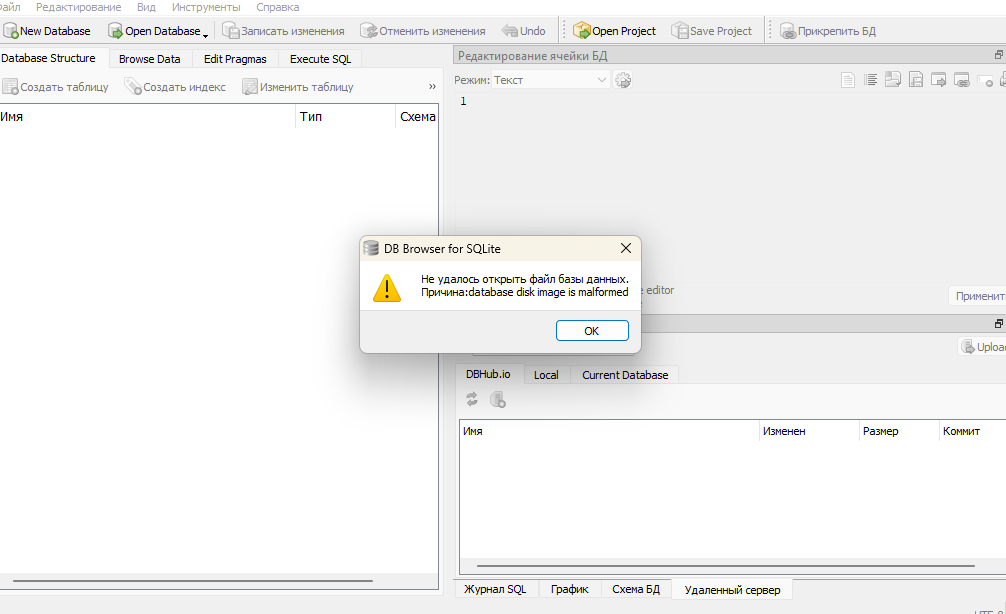 айл Редактирование Вид Инструменты Справка
New Database Open Database Записать изменения Отменить изменения Undo Open Project Save Project Прикрепить БД
Database Structure Browse Data Edit Pragmas Execute SQL
Редактирование ячейки БД
Создать таблицу Создать индекс Изменить таблицу »
Режим: Текст
Имя Тип Схема
1
DB Browser for SQLite
Не удалось открыть файл базы данных.
Причина:database disk image is malformed
OK
e editor
Применит
Uploa
DBHub.io Local Current Database
Имя Изменен Размер Коммит
Журнал SQL График Схема БД Удаленный сервер